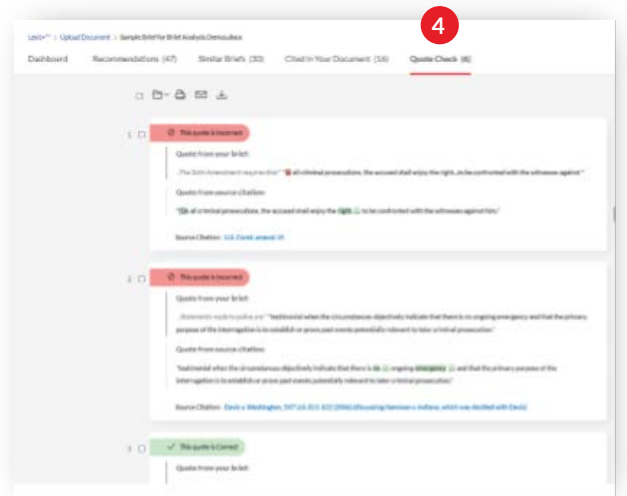 4
Lexis+™ > Upload Document > Sample Brief for Brief Analysis Demo.docx
Dashboard Recommendations (47) Similar Briefs (30) Cited in Your Document (16) Quote Check (6)
1 This quote is incorrect
Quote from your brief:
The Sixth Amendment requires that " all criminal prosecutions, the accused shall enjoy the right...to be confronted with the witnesses against "
Quote from source citation:
all criminal prosecutions, the accused shall enjoy the right to be confronted with the witnesses against him;"
Source Citation: U.S. Const. amend.
2 This quote is incorrect
Quote from your brief:
...Statements made to police are" "testimonial when the circumstances objectively indicate that there is no ongoing emergency and that the primary
purpose of the interrogation is to establish or prove past events potentially relevant to later criminal prosecution."
Quote from source citation:
"testimonial when the circumstances objectively indicate that there is ongoing emergency and that the primary purpose of the
interrogation is to establish or prove past events potentially relevant to later criminal prosecution."
Source Citation: Davis v. Washington, 547 U.S. 813, 822 (2006) (discussing Hammon v. Indiana, which was decided with Davis)
3 This quote is Correct
Quote from your brief: